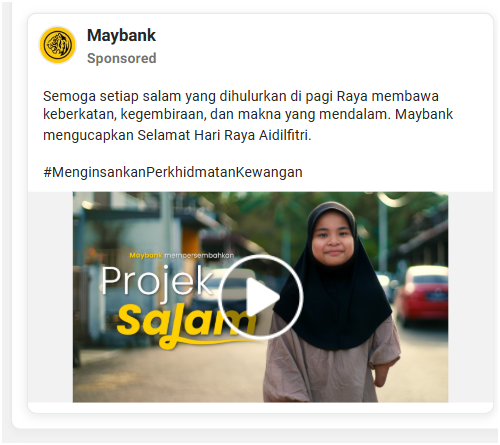 Maybank
Sponsored
Semoga setiap salam yang dihulurkan di pagi Raya membawa
keberkatan, kegembiraan, dan makna yang mendalam. Maybank
mengucapkan Selamat Hari Raya Aidilfitri.
#MenginsankanPerkhidmatanKewangan
Maybank mempersembahkan
Projek
Salam